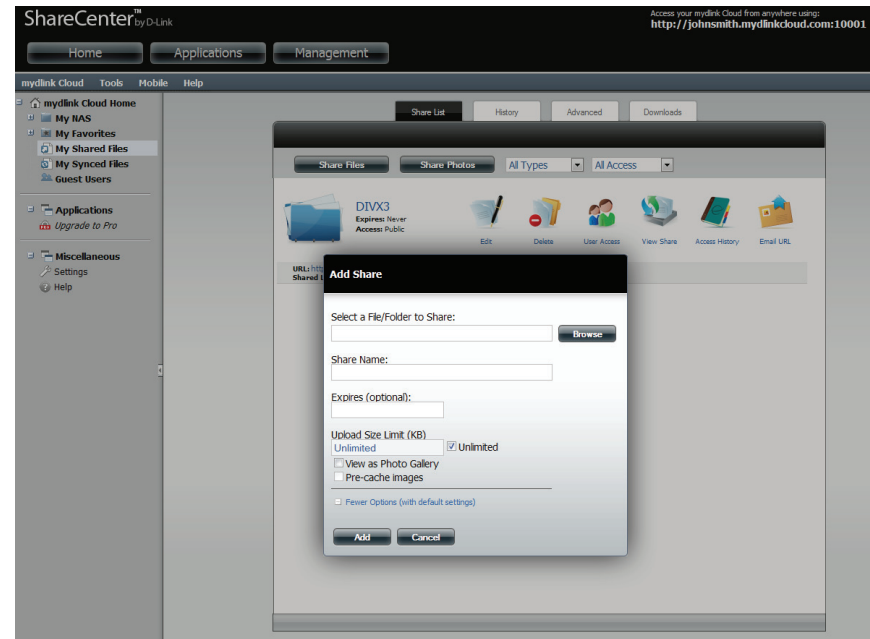 ShareCenter™ by D-Link
Access your mydlink Cloud from anywhere using:
http://johnsmith.mydlinkcloud.com:10001
Home Applications Management
mydlink Cloud Tools Mobile Help
mydlink Cloud Home
My NAS
My Favorites
My Shared Files
My Synced Files
Guest Users
Applications
Upgrade to Pro
Miscellaneous
Settings
Help
Share List History Advanced Downloads
Share Files Share Photos All Types All Access
DIVX3
Expires: Never
Access: Public
Edit Delete User Access View Share Access History Email URL
URL:
Shared
Add Share
Select a File/Folder to Share:
Browse
Share Name:
Expires (optional):
Upload Size Limit (KB)
Unlimited Unlimited
View as Photo Gallery
Pre-cache images
Fewer Options (with default settings)
Add Cancel